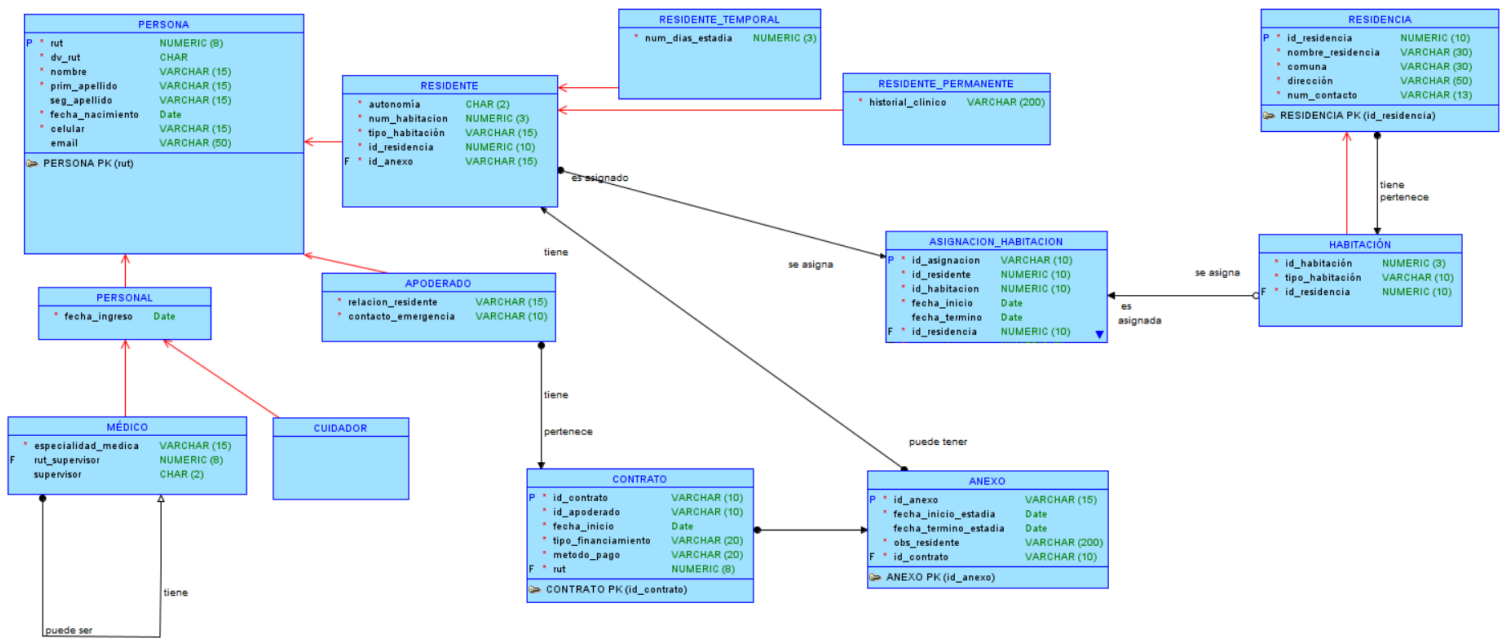 PERSONA
P * rut NUMERIC (8)
* dv_rut CHAR
* nombre VARCHAR (15)
* prim_apellido VARCHAR (15)
seg_apellido VARCHAR (15)
* fecha_nacimiento Date
* celular VARCHAR (15)
email VARCHAR (50)
PERSONA PK (rut)
RESIDENTE
* autonomía CHAR (2)
* num_habitacion NUMERIC (3)
* tipo_habitación VARCHAR (15)
* id_residencia NUMERIC (10)
F * id_anexo VARCHAR (15)
RESIDENTE_TEMPORAL
* num_dias_estadia NUMERIC (3)
RESIDENTE_PERMANENTE
* historial_clinico VARCHAR (200)
RESIDENCIA
P * id_residencia NUMERIC (10)
* nombre_residencia VARCHAR (30)
* comuna VARCHAR (30)
* dirección VARCHAR (50)
* num_contacto VARCHAR (13)
RESIDENCIA PK (id_residencia)
es asignado
tiene
pertenece
tiene
se asigna
ASIGNACION_HABITACION
P * id_asignacion VARCHAR (10)
* id_residente NUMERIC (10)
* id_habitacion NUMERIC (10)
* fecha_inicio Date
fecha_termino Date
F * id_residencia NUMERIC (10)
se asigna
es
asignada
HABITACIÓN
* id_habitación NUMERIC (3)
* tipo_habitación VARCHAR (10)
F * id_residencia NUMERIC (10)
PERSONAL
* fecha_ingreso Date
APODERADO
* relacion_residente VARCHAR (15)
* contacto_emergencia VARCHAR (10)
tiene
pertenece
puede tener
MÉDICO
* especialidad_medica VARCHAR (15)
F rut_supervisor NUMERIC (8)
supervisor CHAR (2)
CUIDADOR
CONTRATO
P * id_contrato VARCHAR (10)
* id_apoderado VARCHAR (10)
* fecha_inicio Date
* tipo_financiamiento VARCHAR (20)
* metodo_pago VARCHAR (20)
F * rut NUMERIC (8)
CONTRATO PK (id_contrato)
ANEXO
P * id_anexo VARCHAR (15)
* fecha_inicio_estadia Date
fecha_termino_estadia Date
* obs_residente VARCHAR (200)
F * id_contrato VARCHAR (10)
ANEXO PK (id_anexo)
tiene
puede ser